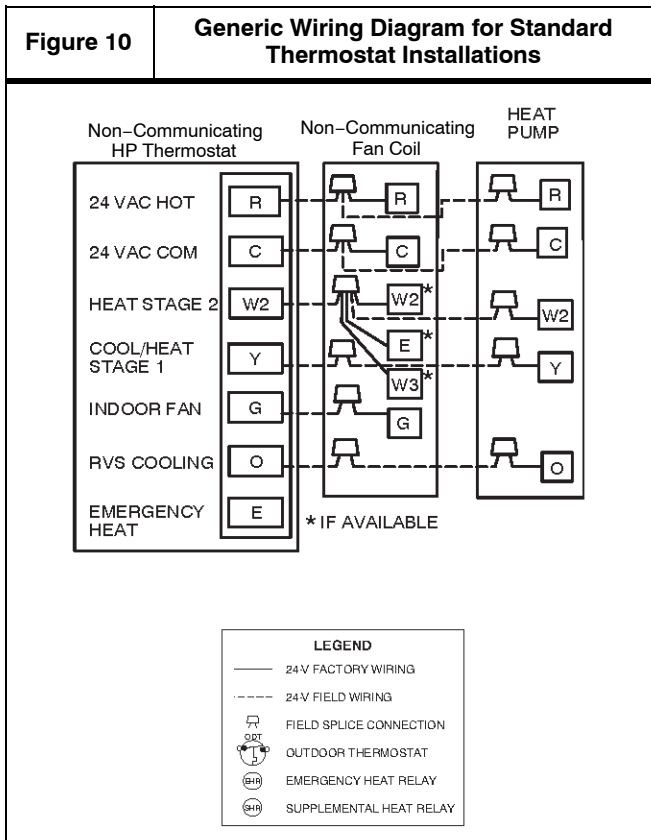 Figure 10
Generic Wiring Diagram for Standard
Thermostat Installations
Non−Communicating
HP Thermostat
Non−Communicating
Fan Coil
HEAT
PUMP
24 VAC HOT
R
R
R
24 VAC COM
C
C
C
HEAT STAGE 2
W2
W2*
W2
E*
COOL/HEAT
STAGE 1
Y
Y
W3*
INDOOR FAN
G
G
RVS COOLING
O
O
EMERGENCY
HEAT
E
* IF AVAILABLE
LEGEND
24-V FACTORY WIRING
24-V FIELD WIRING
FIELD SPLICE CONNECTION
ODT
OUTDOOR THERMOSTAT
EHR
EMERGENCY HEAT RELAY
SHR
SUPPLEMENTAL HEAT RELAY